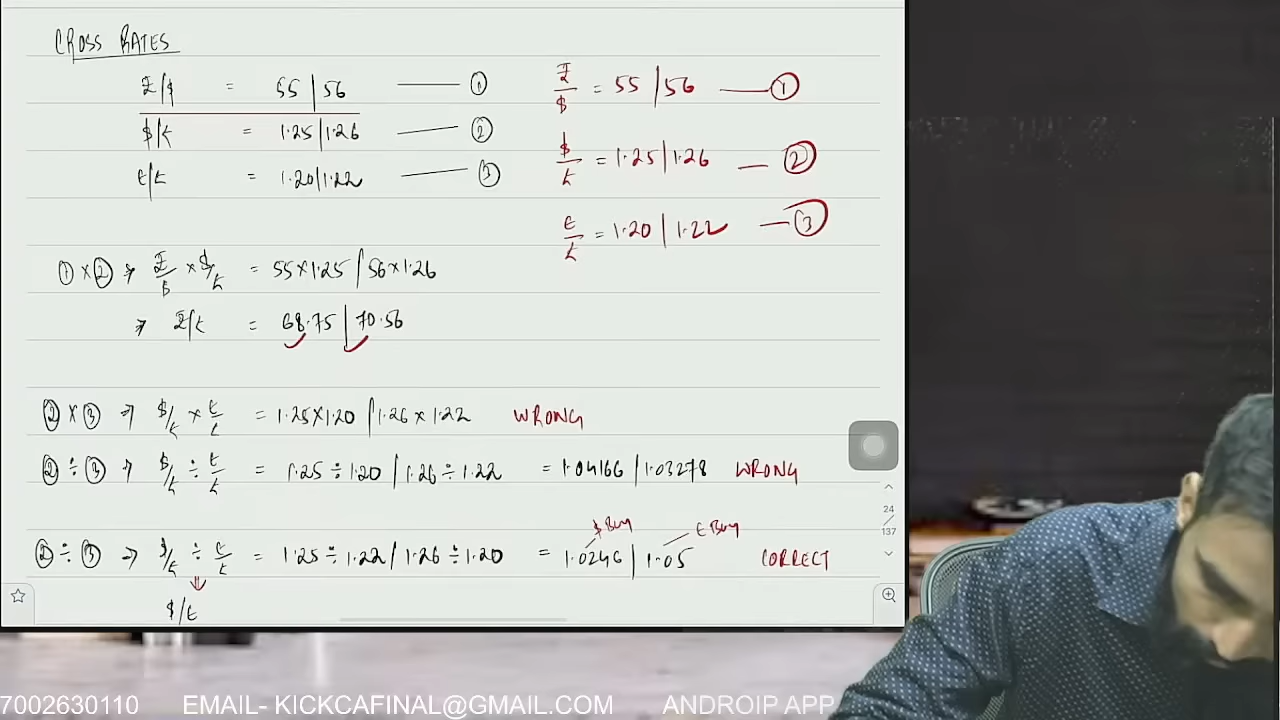 CROSS RATES
₹/$ = 55 | 56 —— ①
$/£ = 1.25 | 1.26 —— ②
€/£ = 1.20 | 1.22 —— ③
₹/$ = 55 | 56 —— ①
$/£ = 1.25 | 1.26 — ②
€/£ = 1.20 | 1.22 — ③
① × ② ⇒ ₹/$ × $/£ = 55×1.25 | 56×1.26
⇒ ₹/£ = 68.75 | 70.56
② × ③ ⇒ $/£ × €/£ = 1.25×1.20 | 1.26×1.22 WRONG
② ÷ ③ ⇒ $/£ ÷ €/£ = 1.25 ÷ 1.20 | 1.26 ÷ 1.22 = 1.04166 | 1.03278 WRONG
$ Buy € Buy
② ÷ ③ ⇒ $/£ ÷ €/£ = 1.25 ÷ 1.22 | 1.26 ÷ 1.20 = 1.0246 | 1.05 CORRECT
⇓
$/€
24
137
7002630110 EMAIL- KICKCAFINAL@GMAIL.COM ANDROIP APP